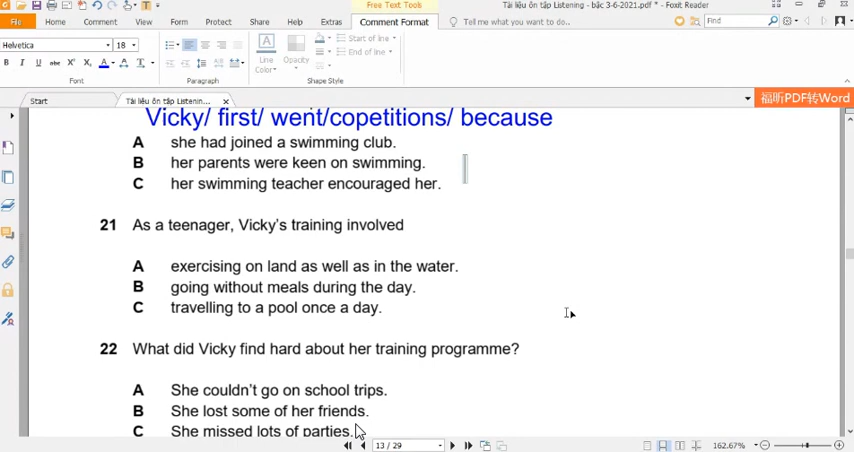 Free Text Tools
Tài liệu ôn tập Listening - bậc 3-6-2021.pdf * - Foxit Reader
File Home Comment View Form Protect Share Help Extras Comment Format Tell me what you want to do.. Find
Helvetica 18
Line Color
Opacity
Start of line
End of line
Font Paragraph Shape Style
Start Tài liệu ôn tập Listenin...
福昕PDF转Word
Vicky/ first/ went/copetitions/ because
A she had joined a swimming club.
B her parents were keen on swimming.
C her swimming teacher encouraged her.
21 As a teenager, Vicky's training involved
A exercising on land as well as in the water.
B going without meals during the day.
C travelling to a pool once a day.
22 What did Vicky find hard about her training programme?
A She couldn't go on school trips.
B She lost some of her friends.
C She missed lots of parties.
13 / 29 162.67%